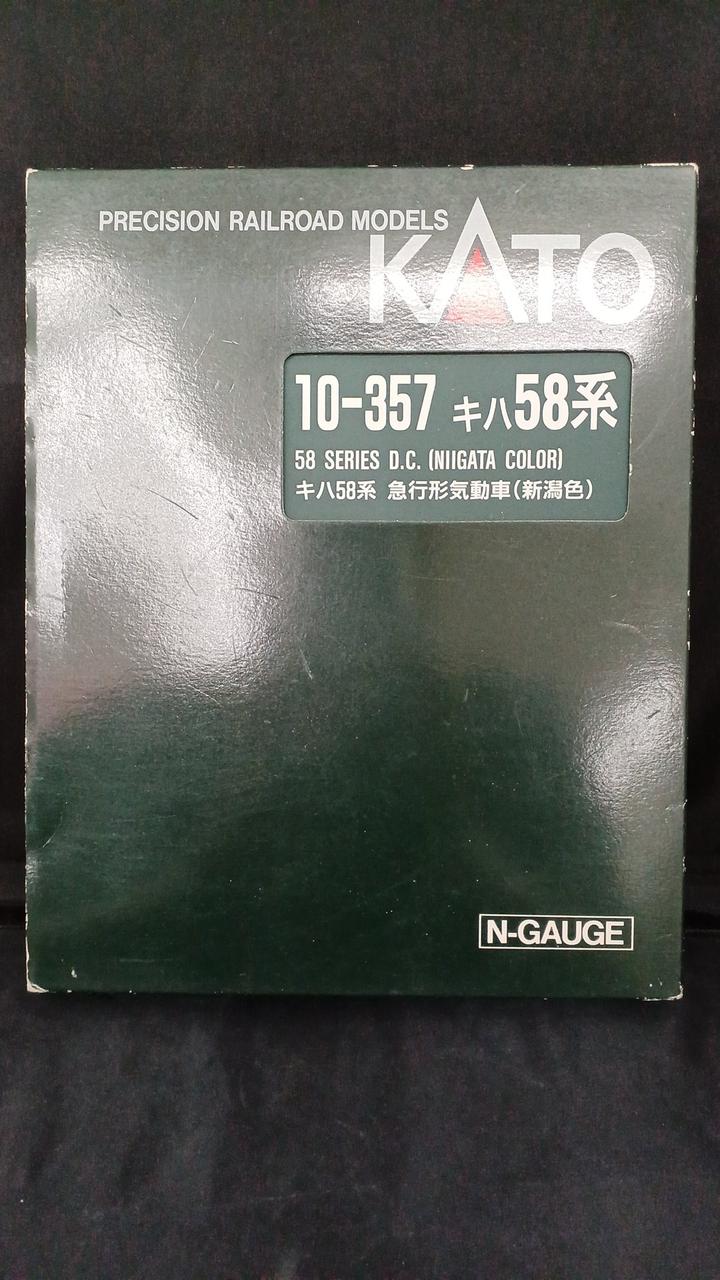 PRECISION RAILROAD MODELS
KATO
10-357 キハ58系
58 SERIES D.C. (NIIGATA COLOR)
キハ58系 急行形気動車(新潟色)
N-GAUGE